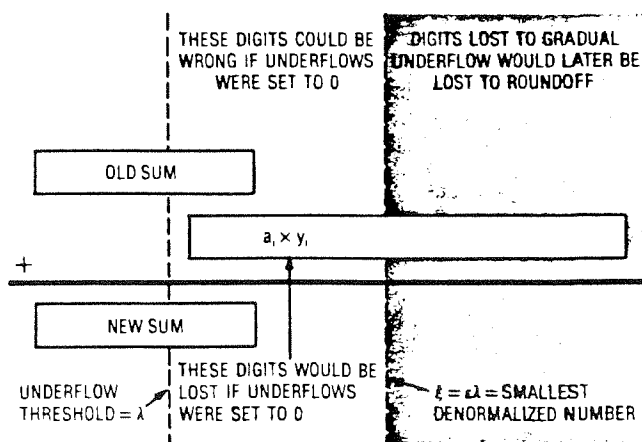 THESE DIGITS COULD BE
WRONG IF UNDERFLOWS
WERE SET TO 0
DIGITS LOST TO GRADUAL
UNDERFLOW WOULD LATER BE
LOST TO ROUNDOFF
OLD SUM
aᵢ × yᵢ
+
NEW SUM
THESE DIGITS WOULD BE
LOST IF UNDERFLOWS
WERE SET TO 0
UNDERFLOW
THRESHOLD = λ
ξ = ελ = SMALLEST
DENORMALIZED NUMBER